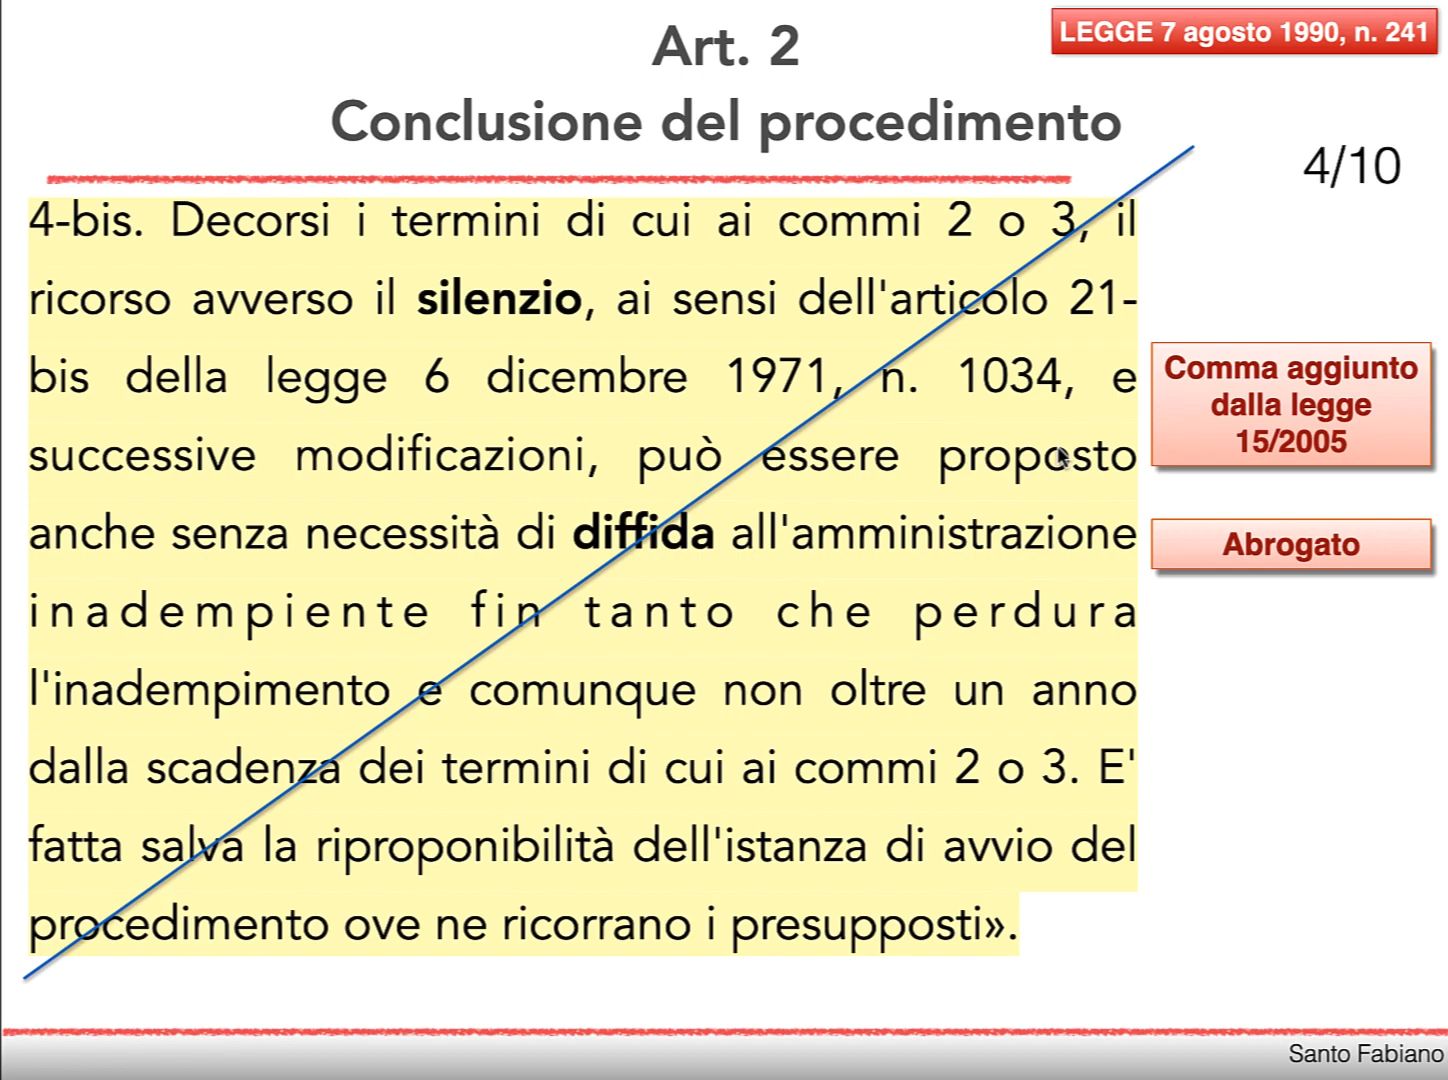 Art. 2
LEGGE 7 agosto 1990, n. 241
Conclusione del procedimento
4/10
4-bis. Decorsi i termini di cui ai commi 2 o 3, il
ricorso avverso il silenzio, ai sensi dell'articolo 21-
bis della legge 6 dicembre 1971, n. 1034, e
successive modificazioni, può essere proposto
anche senza necessità di diffida all'amministrazione
inadempiente fin tanto che perdura
l'inadempimento e comunque non oltre un anno
dalla scadenza dei termini di cui ai commi 2 o 3. E'
fatta salva la riproponibilità dell'istanza di avvio del
procedimento ove ne ricorrano i presupposti».
Comma aggiunto
dalla legge
15/2005
Abrogato
Santo Fabiano